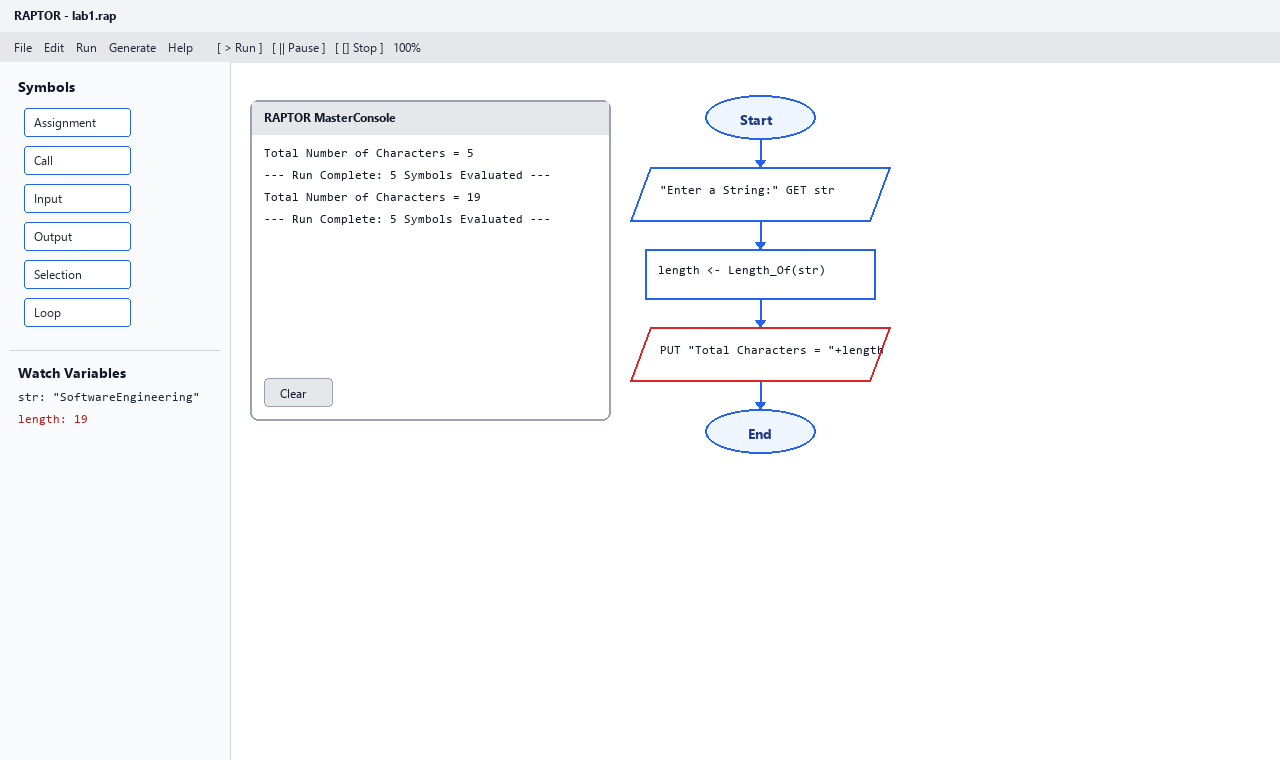 RAPTOR - lab1.rap
File Edit Run Generate Help [ > Run ] [ || Pause ] [ [] Stop ] 100%
Symbols
Assignment
Call
Input
Output
Selection
Loop
Watch Variables
str: "SoftwareEngineering"
length: 19
RAPTOR MasterConsole
Total Number of Characters = 5
--- Run Complete: 5 Symbols Evaluated ---
Total Number of Characters = 19
--- Run Complete: 5 Symbols Evaluated ---
Clear
Start
"Enter a String:" GET str
length <- Length_Of(str)
PUT "Total Characters = "+length
End